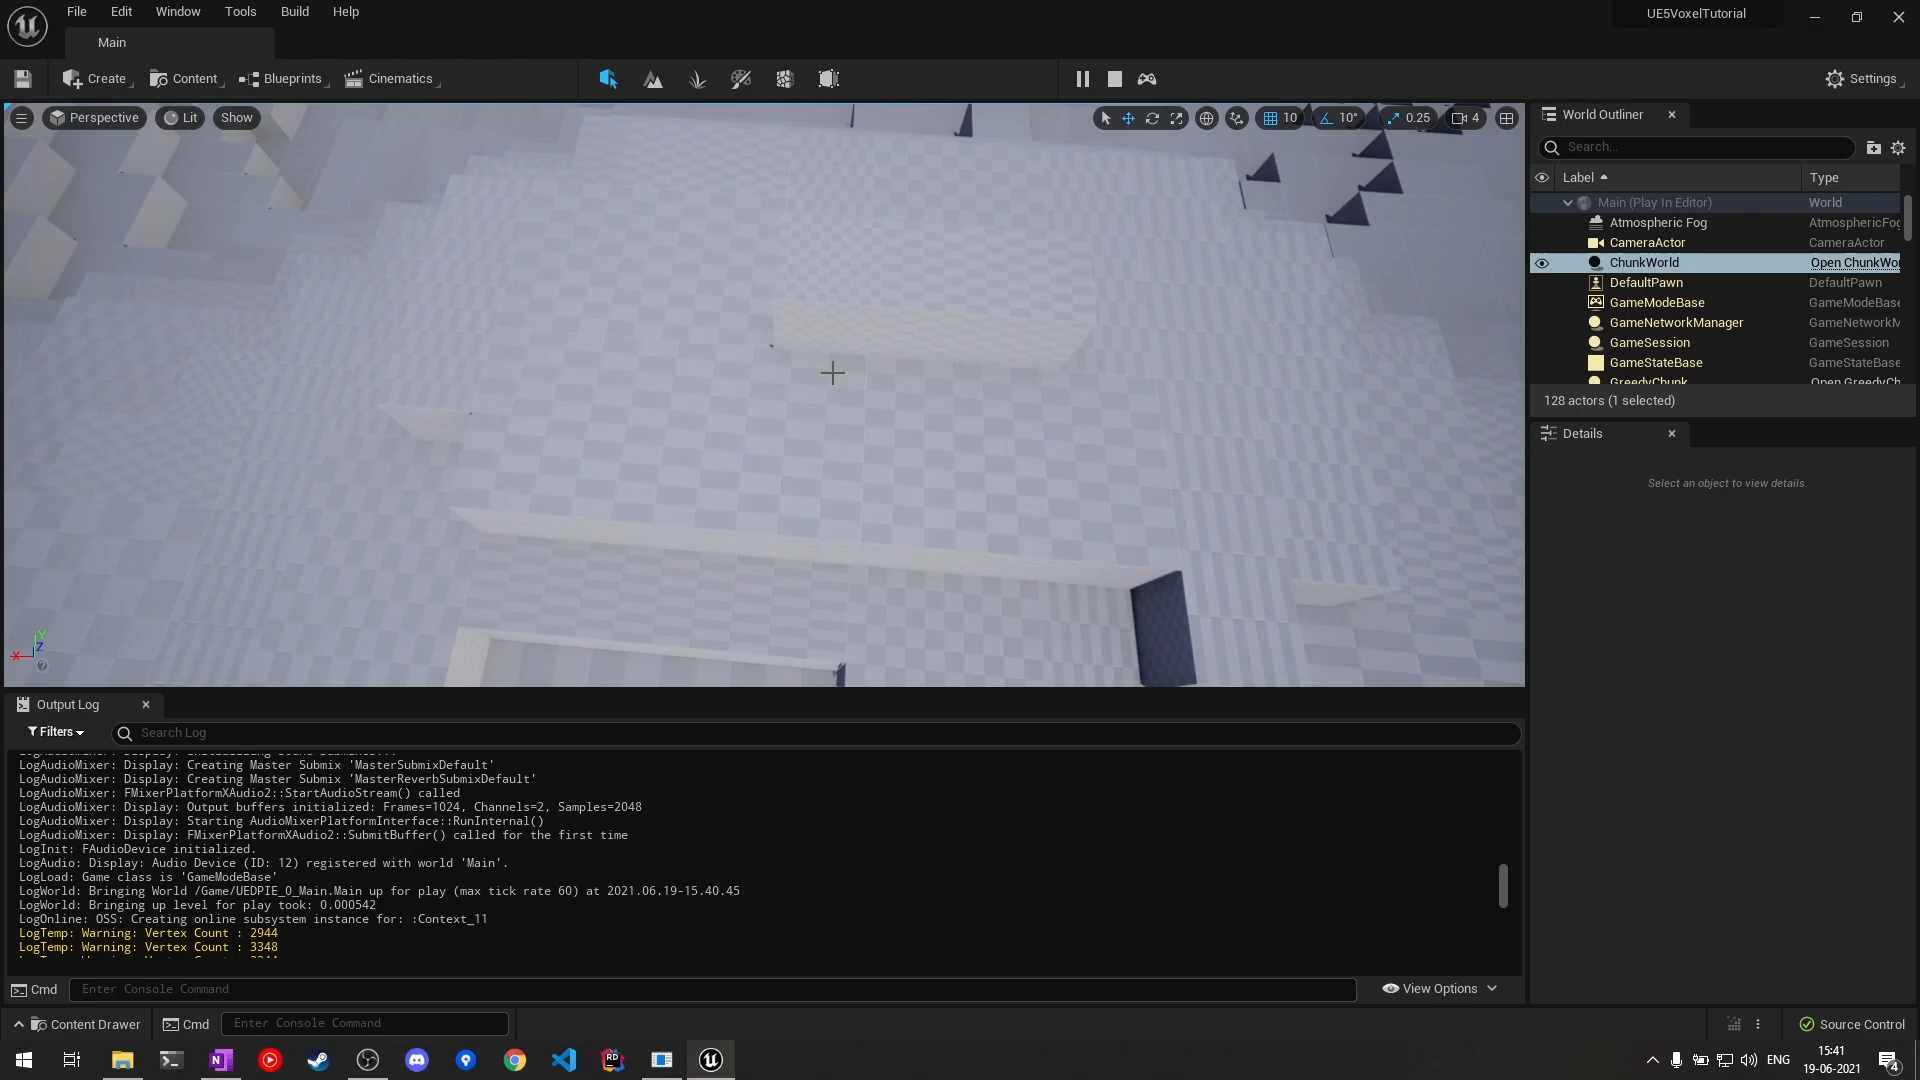 File Edit Window Tools Build Help
UE5VoxelTutorial
Main
Create Content Blueprints Cinematics
Settings
Perspective Lit Show
10 10° 0.25 4
World Outliner
Search...
Label Type
Main (Play In Editor) World
Atmospheric Fog AtmosphericFog
CameraActor CameraActor
ChunkWorld Open ChunkWor
DefaultPawn DefaultPawn
GameModeBase GameModeBase
GameNetworkManager GameNetworkM
GameSession GameSession
GameStateBase GameStateBase
GreedyChunk Open GreedyCh
128 actors (1 selected)
Details
Select an object to view details.
X Y Z
Output Log
Filters
Search Log
LogAudioMixer: Display: Creating Master Submix 'MasterSubmixDefault'
LogAudioMixer: Display: Creating Master Submix 'MasterReverbSubmixDefault'
LogAudioMixer: FMixerPlatformXAudio2::StartAudioStream() called
LogAudioMixer: Display: Output buffers initialized: Frames=1024, Channels=2, Samples=2048
LogAudioMixer: Display: Starting AudioMixerPlatformInterface::RunInternal()
LogAudioMixer: Display: FMixerPlatformXAudio2::SubmitBuffer() called for the first time
LogInit: FAudioDevice initialized.
LogAudio: Display: Audio Device (ID: 12) registered with world 'Main'.
LogLoad: Game class is 'GameModeBase'
LogWorld: Bringing World /Game/UEDPIE_0_Main.Main up for play (max tick rate 60) at 2021.06.19-15.40.45
LogWorld: Bringing up level for play took: 0.000542
LogOnline: OSS: Creating online subsystem instance for: :Context_11
LogTemp: Warning: Vertex Count : 2944
LogTemp: Warning: Vertex Count : 3348
Cmd Enter Console Command
View Options
Content Drawer Cmd Enter Console Command
Source Control
ENG
15:41
19-06-2021
4